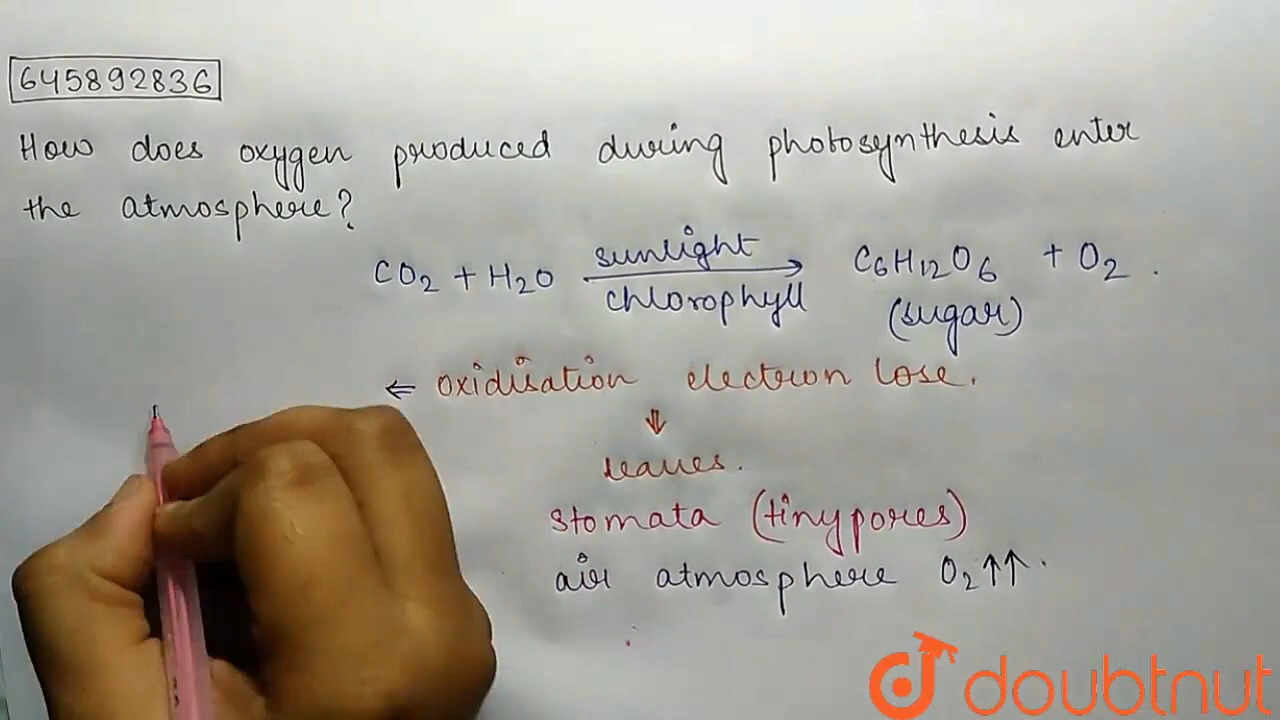 645892836
How does oxygen produced during photosynthesis enter
the atmosphere?
CO₂ + H₂O sunlight chlorophyll → C₆H₁₂O₆ + O₂.
(sugar)
⇐ oxidisation electron lose.
⇓
leaves.
stomata (tiny pores)
air atmosphere O₂↑↑.
doubtnut